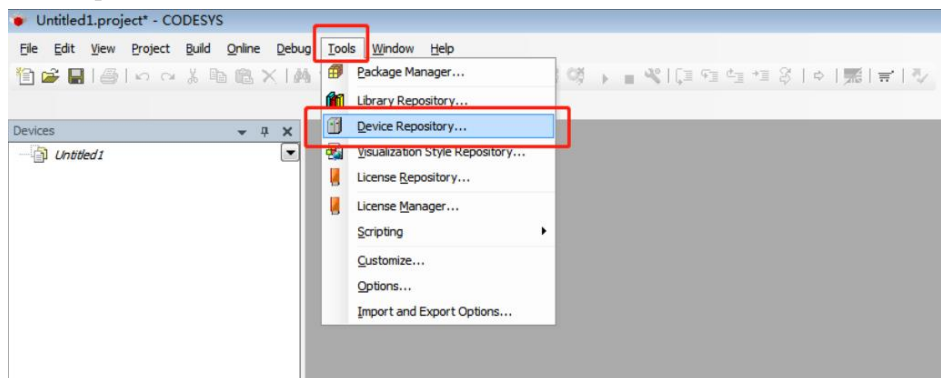 Untitled1.project* - CODESYS
File Edit View Project Build Online Debug Tools Window Help
Package Manager...
Library Repository...
Devices
Device Repository...
Untitled1
Visualization Style Repository...
License Repository...
License Manager...
Scripting
Customize...
Options...
Import and Export Options...